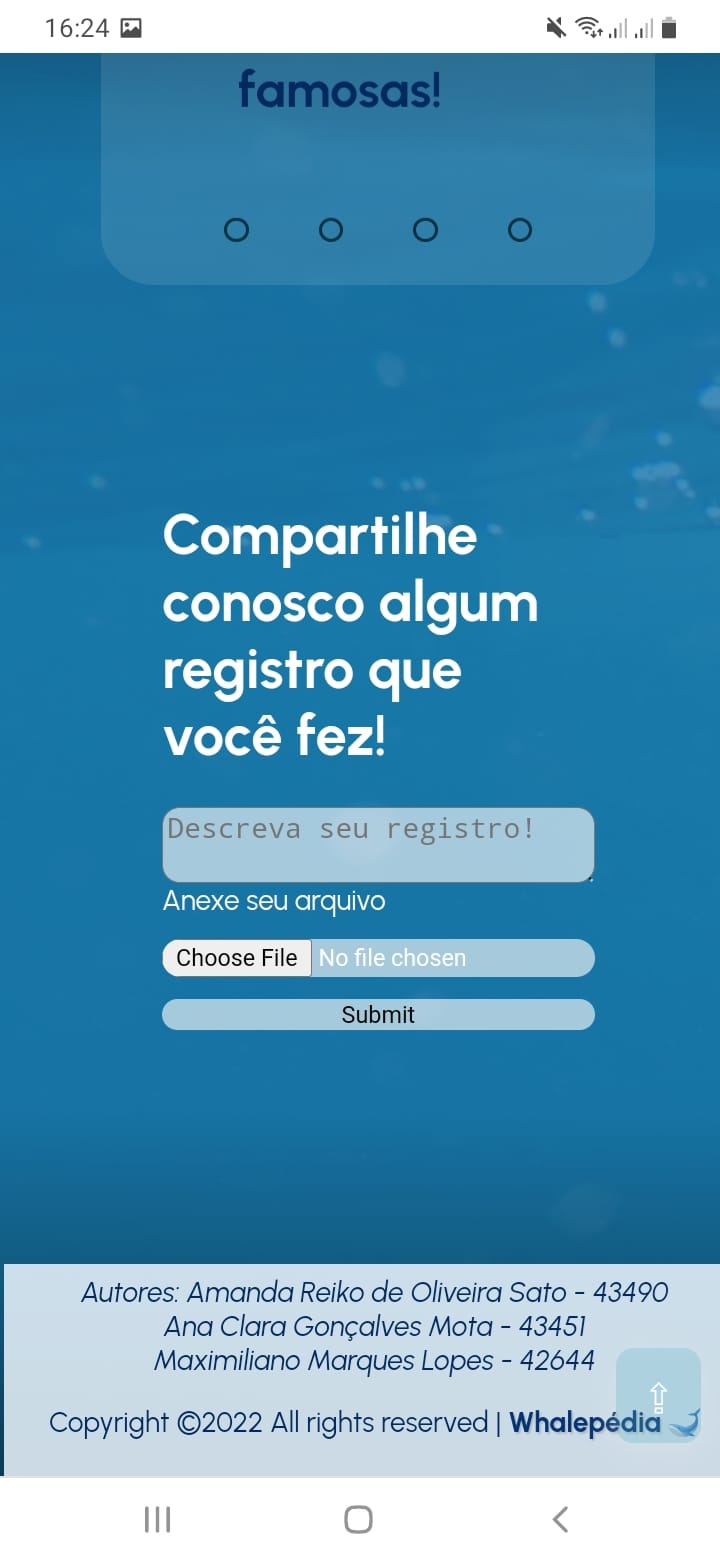 16:24
famosas!
Compartilhe
conosco algum
registro que
você fez!
Descreva seu registro!
Anexe seu arquivo
Choose File No file chosen
Submit
Autores: Amanda Reiko de Oliveira Sato - 43490
Ana Clara Gonçalves Mota - 43451
Maximiliano Marques Lopes - 42644
Copyright ©2022 All rights reserved | Whalepédia